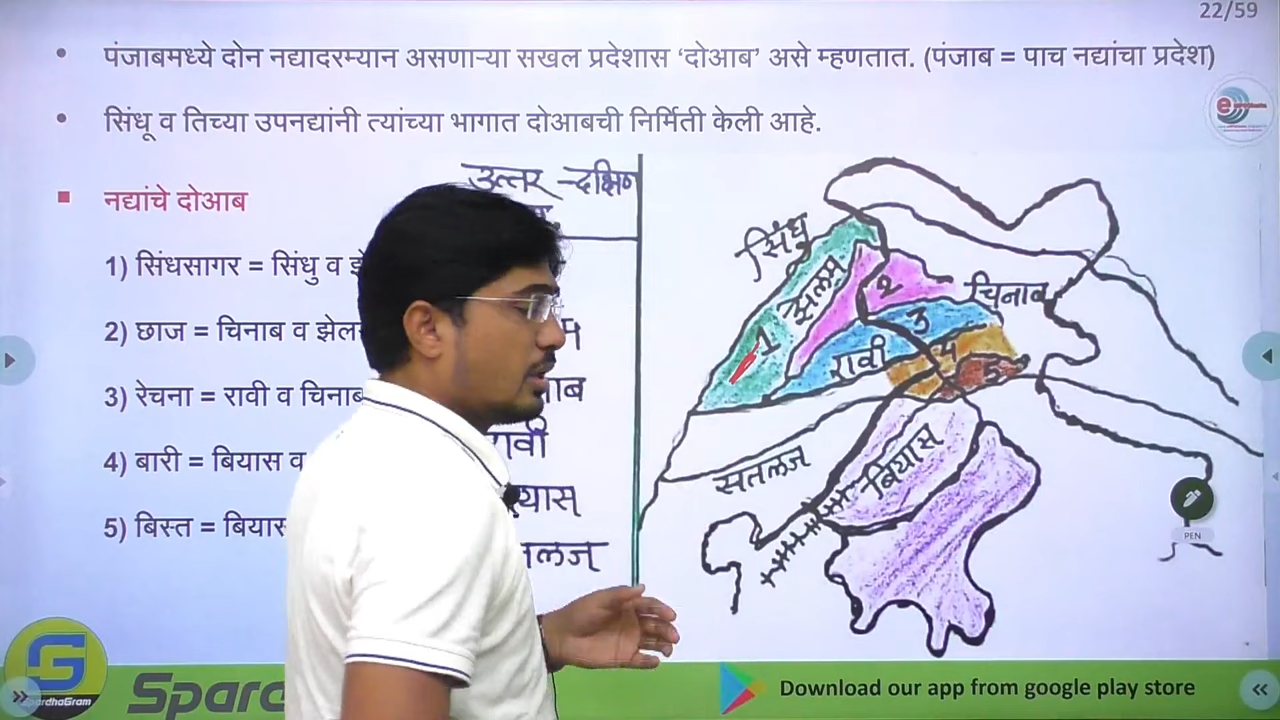 22/59
• पंजाबमध्ये दोन नद्यादरम्यान असणाऱ्या सखल प्रदेशास ‘दोआब’ असे म्हणतात. (पंजाब = पाच नद्यांचा प्रदेश)
• सिंधू व तिच्या उपनद्यांनी त्यांच्या भागात दोआबची निर्मिती केली आहे.
नद्यांचे दोआब
1) सिंधसागर = सिंधु व
2) छाज = चिनाब व
3) रेचना = रावी व चिनाब
4) बारी = बियास व
5) बिस्त =
उत्तर - दक्षिण
सिंधु
झेलम
चिनाब
रावी
सतलज
बियास
1
2
3
4
5
PEN
SpardhaGram
Download our app from google play store